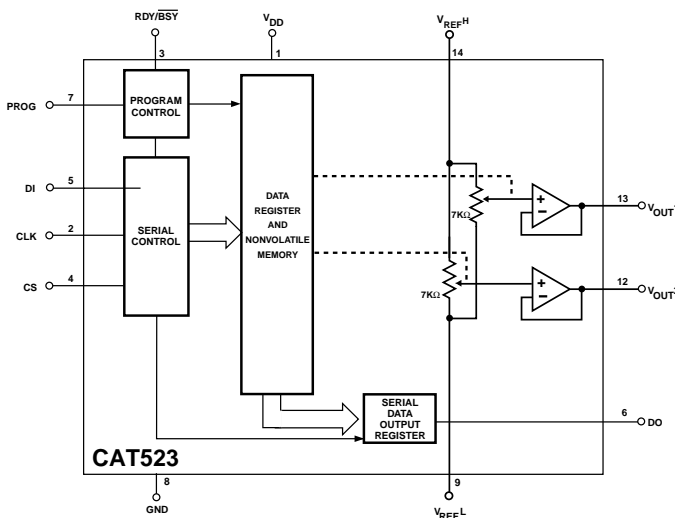 RDY/BSY
VDD
VREFH
3
1
14
PROG
7
PROGRAM
CONTROL
DI
5
CLK
2
SERIAL
CONTROL
CS
4
DATA
REGISTER
AND
NONVOLATILE
MEMORY
7KΩ
+
–
13
VOUT
7KΩ
+
–
12
VOUT
SERIAL
DATA
OUTPUT
REGISTER
6
DO
CAT523
8
GND
9
VREFL